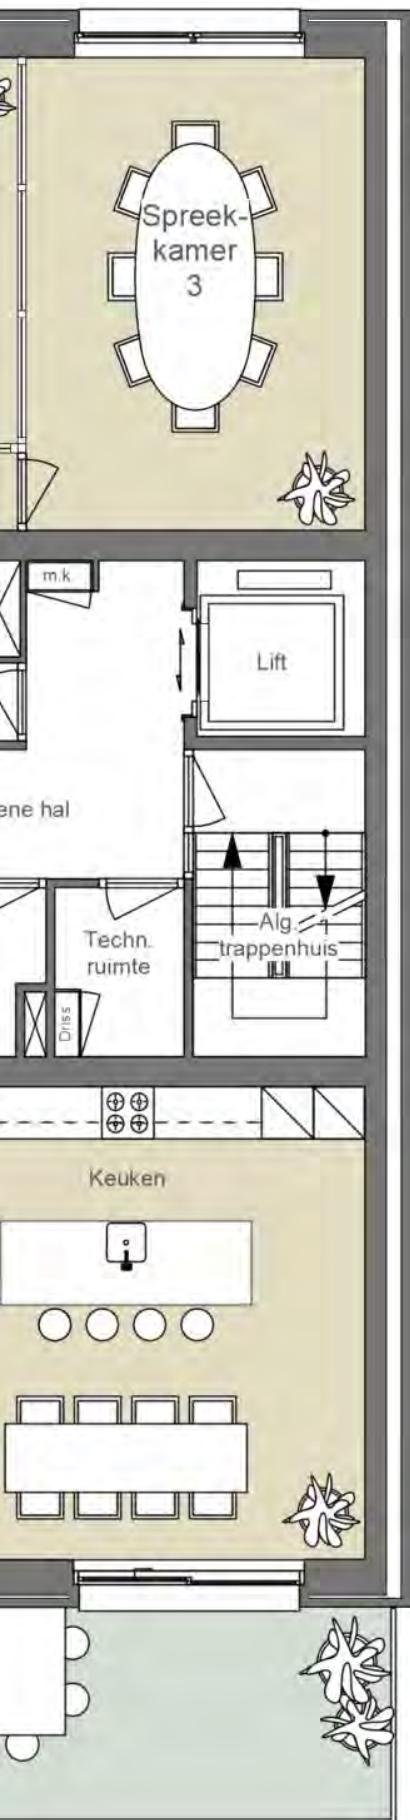 Spreek-
kamer
3
m.k.
Lift
ene hal
Alg.
trappenhuis
Techn.
ruimte
Driss
Keuken